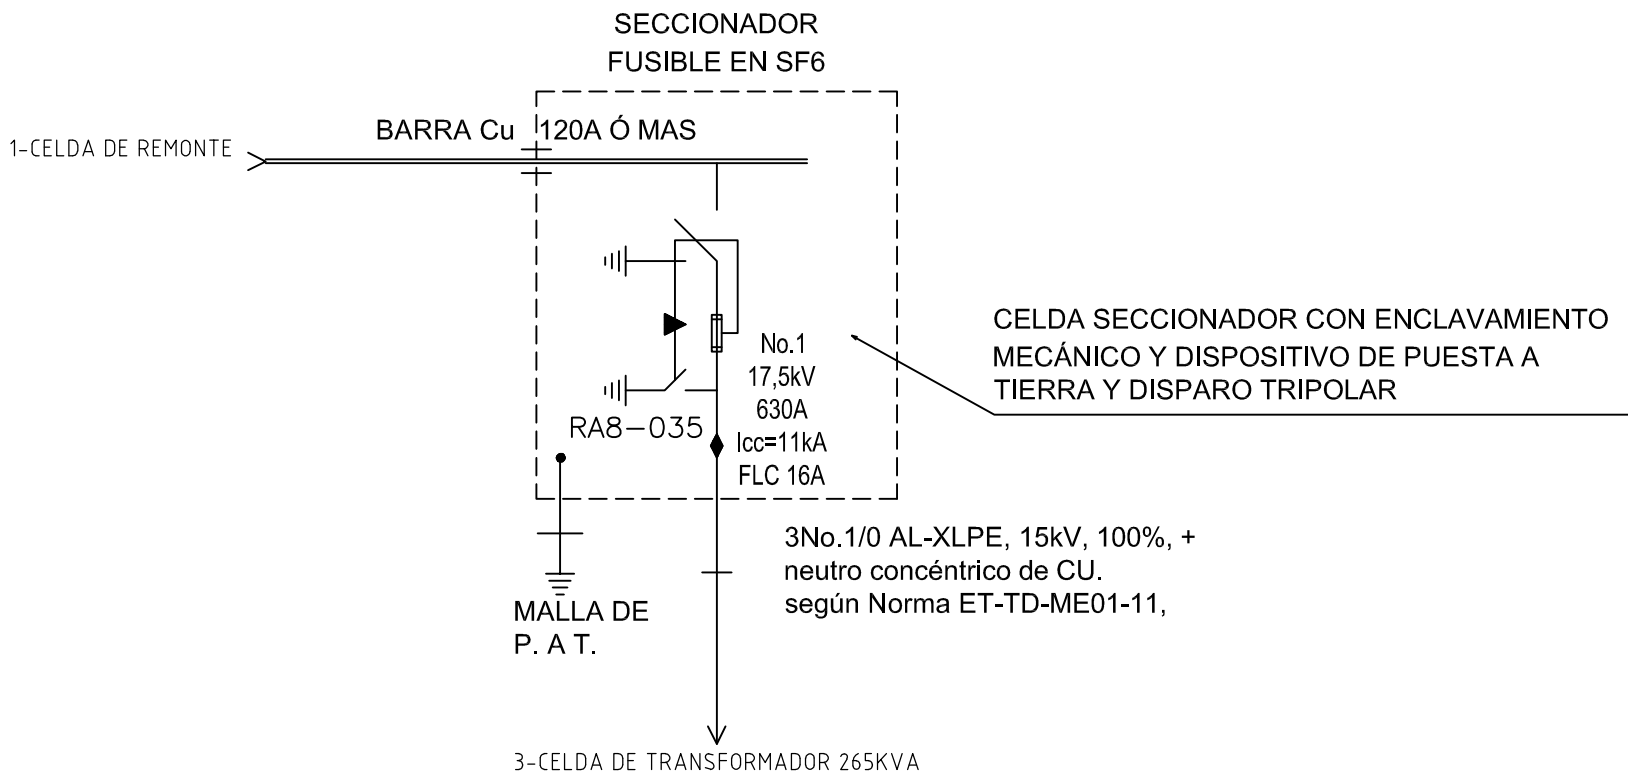 SECCIONADOR
FUSIBLE EN SF6
BARRA Cu 120A Ó MAS
1-CELDA DE REMONTE
CELDA SECCIONADOR CON ENCLAVAMIENTO
MECÁNICO Y DISPOSITIVO DE PUESTA A
TIERRA Y DISPARO TRIPOLAR
No.1
17,5kV
630A
Icc=11kA
FLC 16A
RA8-035
3No.1/0 AL-XLPE, 15kV, 100%, +
neutro concéntrico de CU.
según Norma ET-TD-ME01-11,
MALLA DE
P. A T.
3-CELDA DE TRANSFORMADOR 265KVA